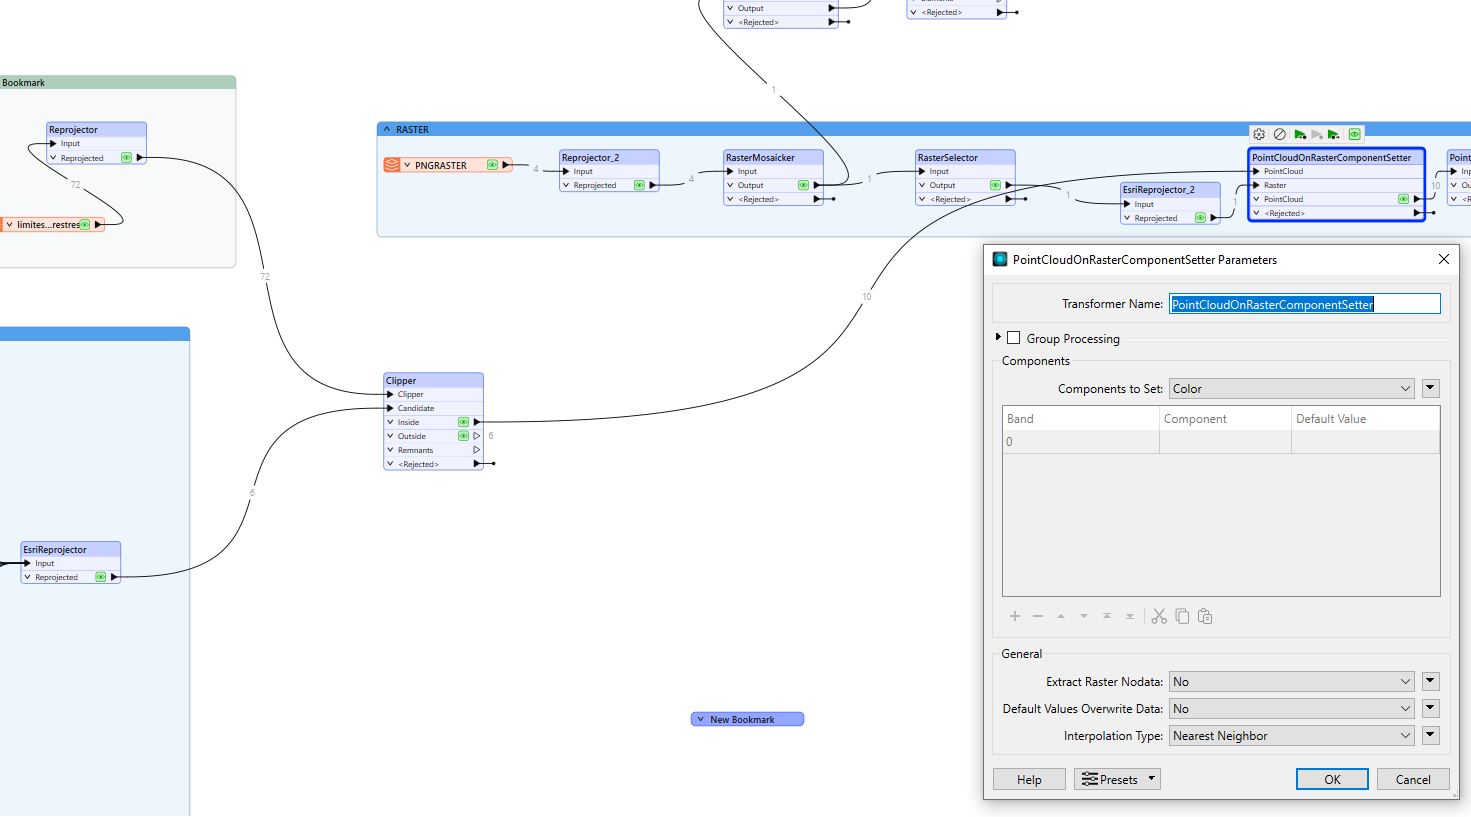 Output
<Rejected>
<Rejected>
1
Bookmark
Reprojector
Input
Reprojected
72
limites...restres
72
RASTER
PNGRASTER
4
Reprojector_2
Input
Reprojected
4
RasterMosaicker
Input
Output
<Rejected>
1
RasterSelector
Input
Output
<Rejected>
1
EsriReprojector_2
Input
Reprojected
1
PointCloudOnRasterComponentSetter
PointCloud
Raster
PointCloud
<Rejected>
10
Point
Inp
Ou
<R
10
Clipper
Clipper
Candidate
Inside
Outside
6
Remnants
<Rejected>
6
EsriReprojector
Input
Reprojected
New Bookmark
PointCloudOnRasterComponentSetter Parameters
Transformer Name: PointCloudOnRasterComponentSetter
Group Processing
Components
Components to Set: Color
Band Component Default Value
0
General
Extract Raster Nodata: No
Default Values Overwrite Data: No
Interpolation Type: Nearest Neighbor
Help Presets OK Cancel